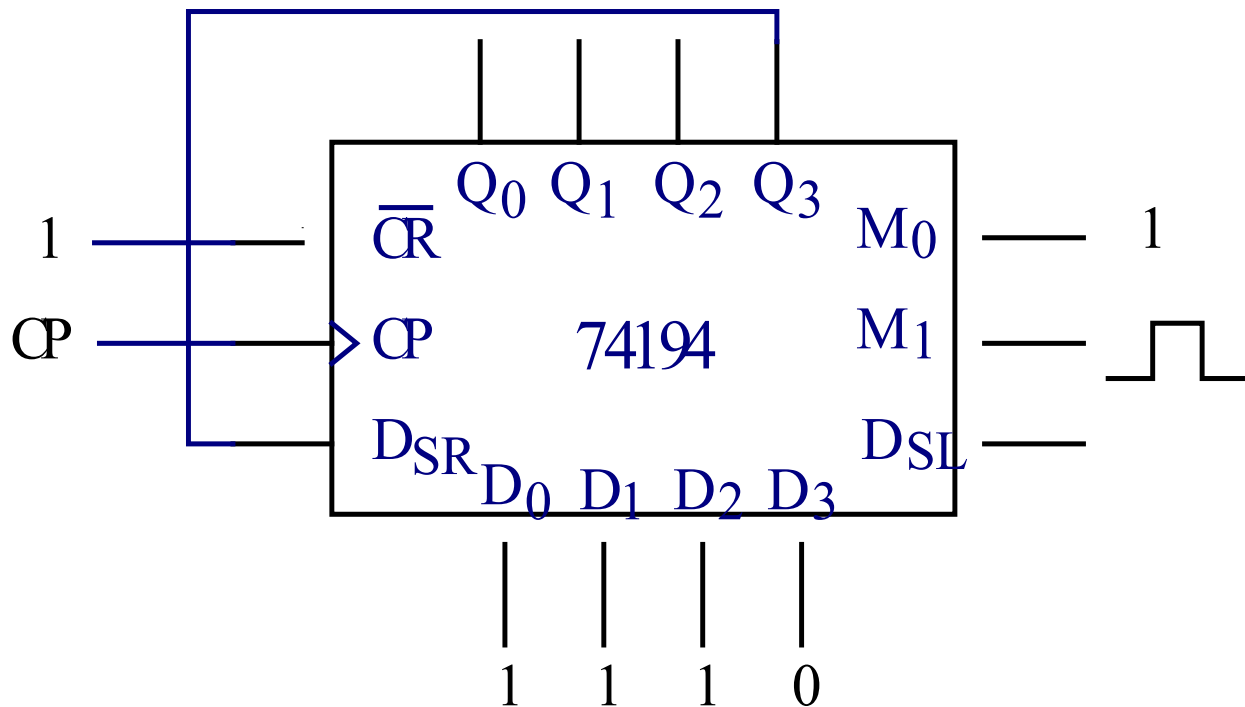 Q0 Q1 Q2 Q3
1 CR M0 1
CP CP 74194 M1
DSR DSL
D0 D1 D2 D3
1 1 1 0